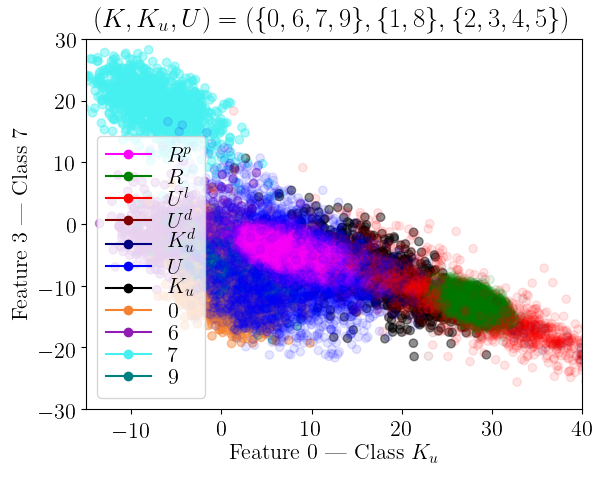 (K, K_u, U) = ({0, 6, 7, 9}, {1, 8}, {2, 3, 4, 5})
30
20
10
0
−10
−20
−30
Feature 3 — Class 7
R^p
R
U^l
U^d
K_u^d
U
K_u
0
6
7
9
−10
0
10
20
30
40
Feature 0 — Class K_u